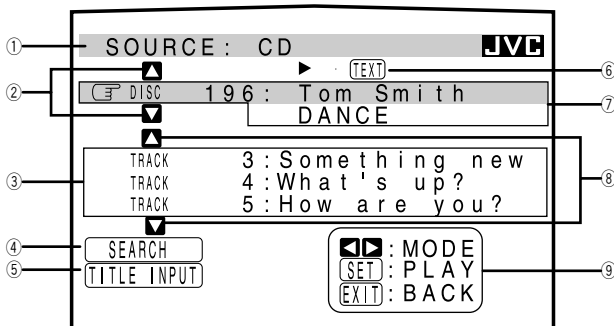 ① SOURCE: CD JVC
▶ · TEXT ⑥
② DISC 196: Tom Smith ⑦
DANCE
TRACK 3:Something new
③ TRACK 4:What's up? ⑧
TRACK 5:How are you?
④ SEARCH
⑤ TITLE INPUT
◀▶:MODE
SET:PLAY ⑨
EXIT:BACK